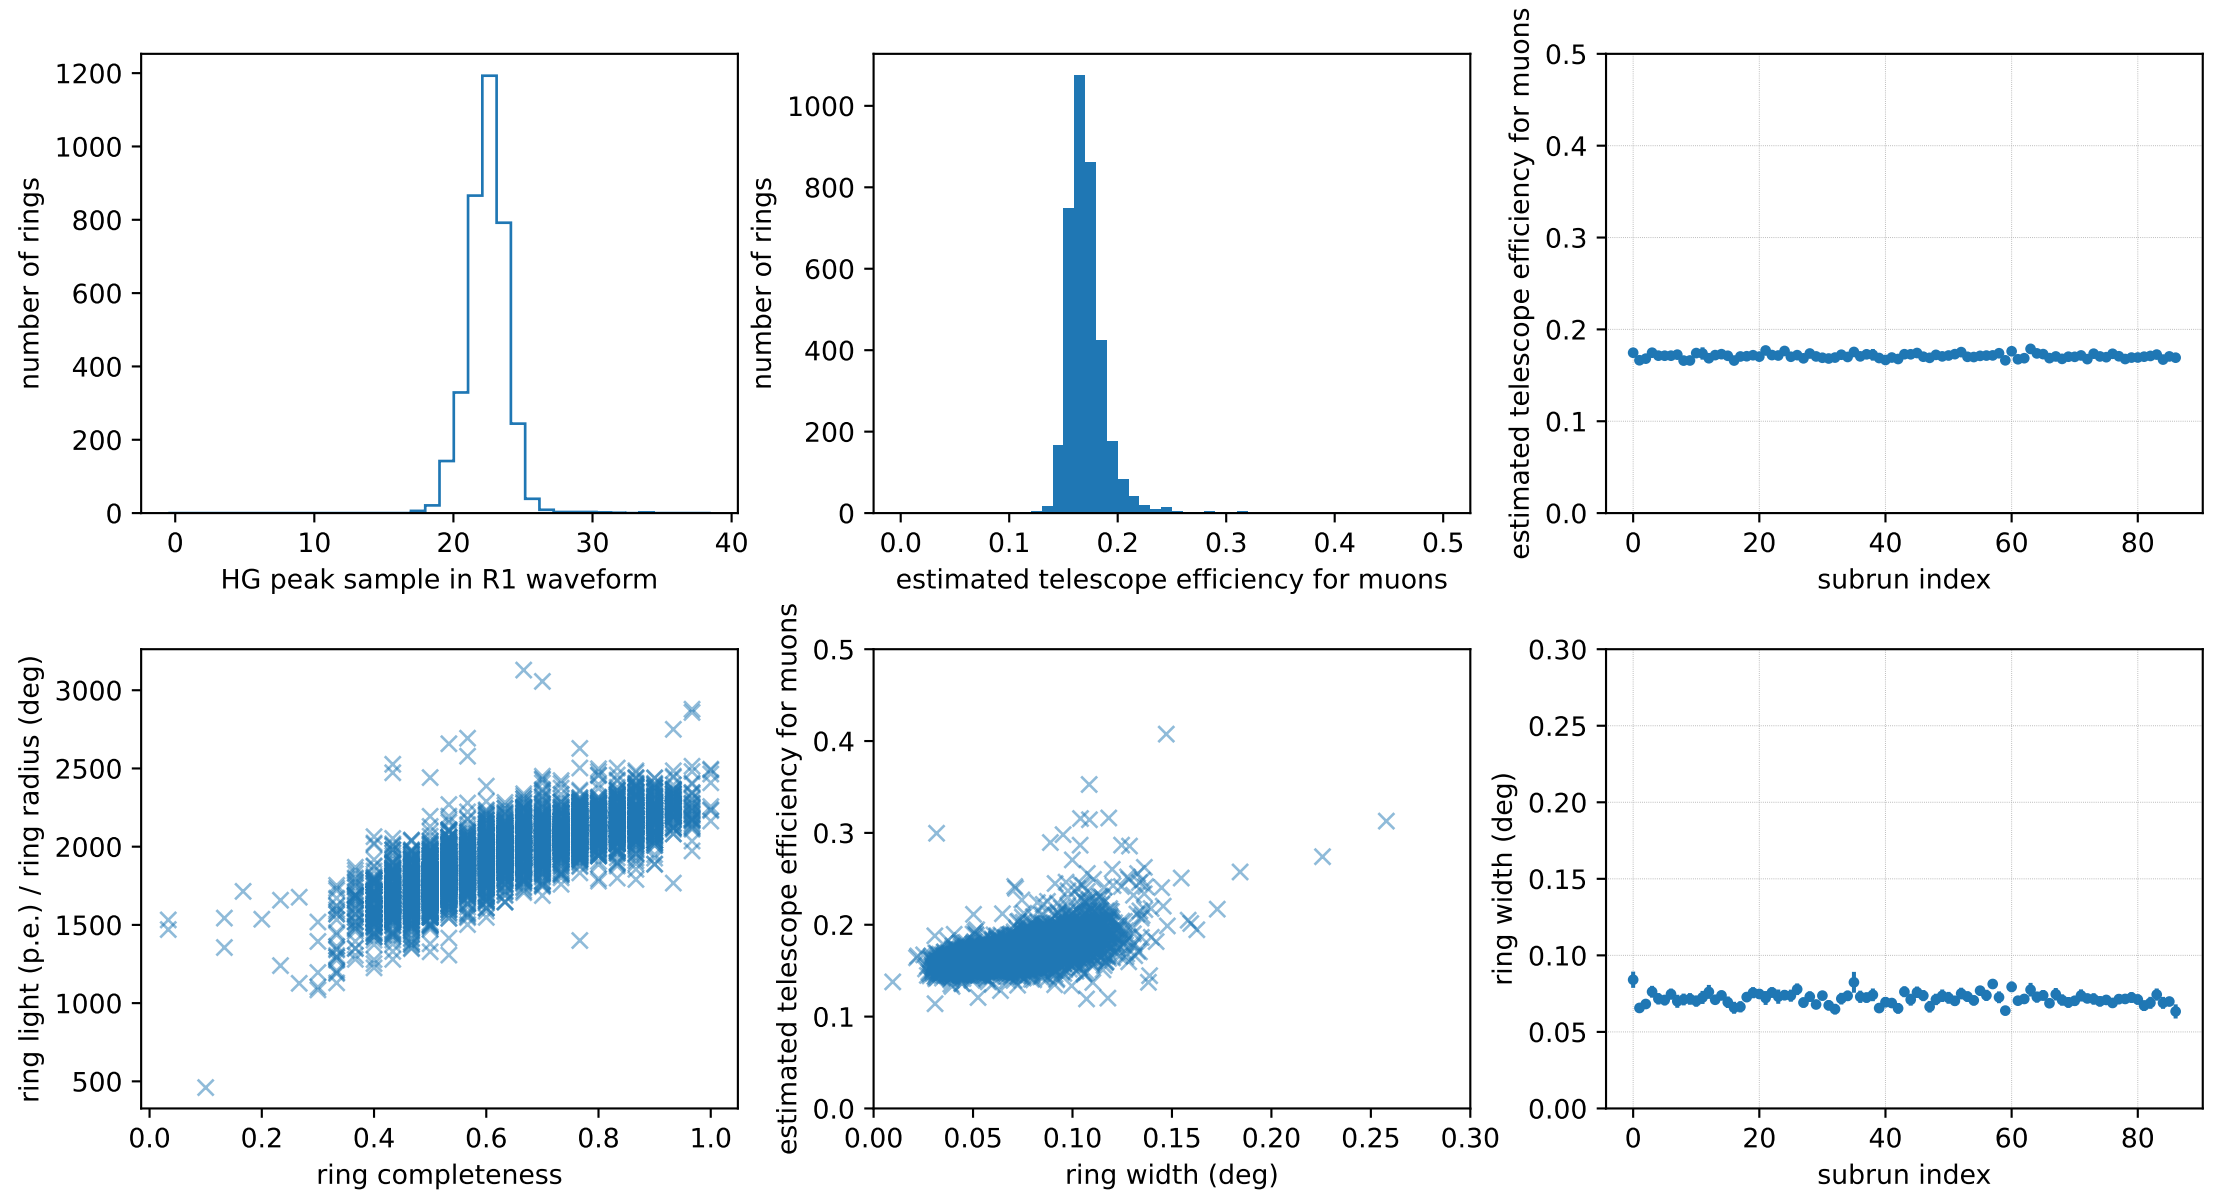 number of rings
1200
1000
800
600
400
200
0
0 10 20 30 40
HG peak sample in R1 waveform
number of rings
1000
800
600
400
200
0
0.0 0.1 0.2 0.3 0.4 0.5
estimated telescope efficiency for muons
estimated telescope efficiency for muons
0.5
0.4
0.3
0.2
0.1
0.0
0 20 40 60 80
subrun index
ring light (p.e.) / ring radius (deg)
3000
2500
2000
1500
1000
500
0.0 0.2 0.4 0.6 0.8 1.0
ring completeness
estimated telescope efficiency for muons
0.5
0.4
0.3
0.2
0.1
0.0
0.00 0.05 0.10 0.15 0.20 0.25 0.30
ring width (deg)
ring width (deg)
0.30
0.25
0.20
0.15
0.10
0.05
0.00
0 20 40 60 80
subrun index